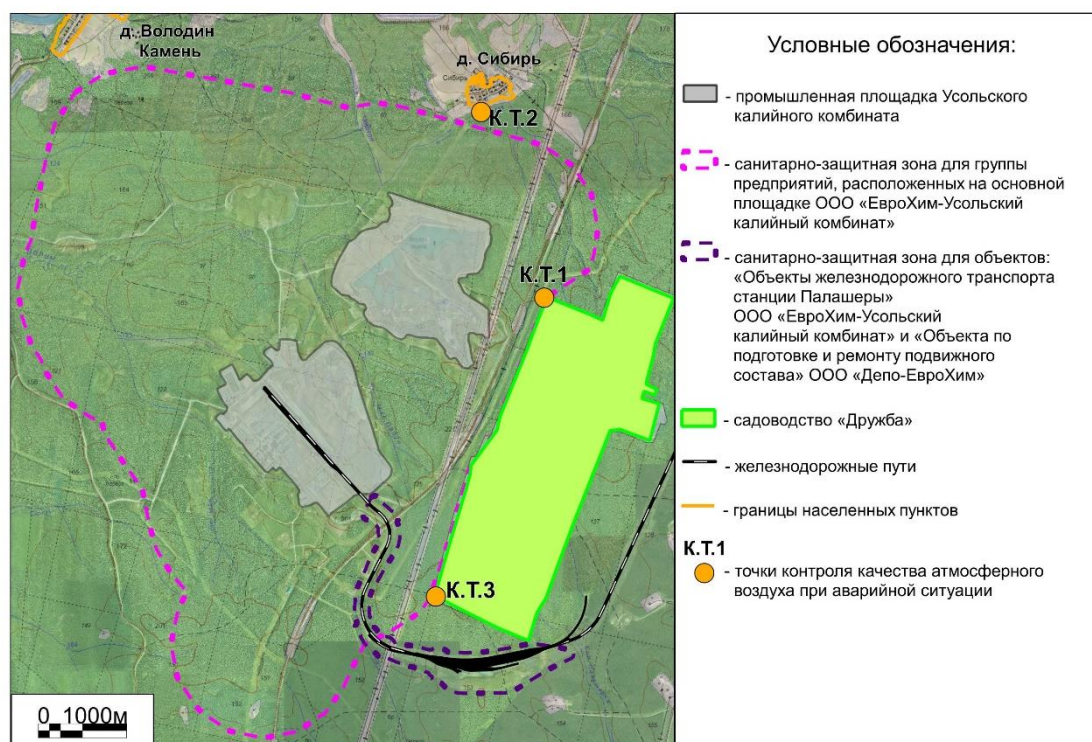 д. Володин
Камень
д. Сибирь
Сибирь
К.Т.2
К.Т.1
К.Т.3
0 1000м
Условные обозначения:
- промышленная площадка Усольского
калийного комбината
- санитарно-защитная зона для группы
предприятий, расположенных на основной
площадке ООО «ЕвроХим-Усольский
калийный комбинат»
- санитарно-защитная зона для объектов:
«Объекты железнодорожного транспорта
станции Палашеры»
ООО «ЕвроХим-Усольский
калийный комбинат» и «Объекта по
подготовке и ремонту подвижного
состава» ООО «Депо-ЕвроХим»
- садоводство «Дружба»
- железнодорожные пути
- границы населенных пунктов
К.Т.1
- точки контроля качества атмосферного
воздуха при аварийной ситуации